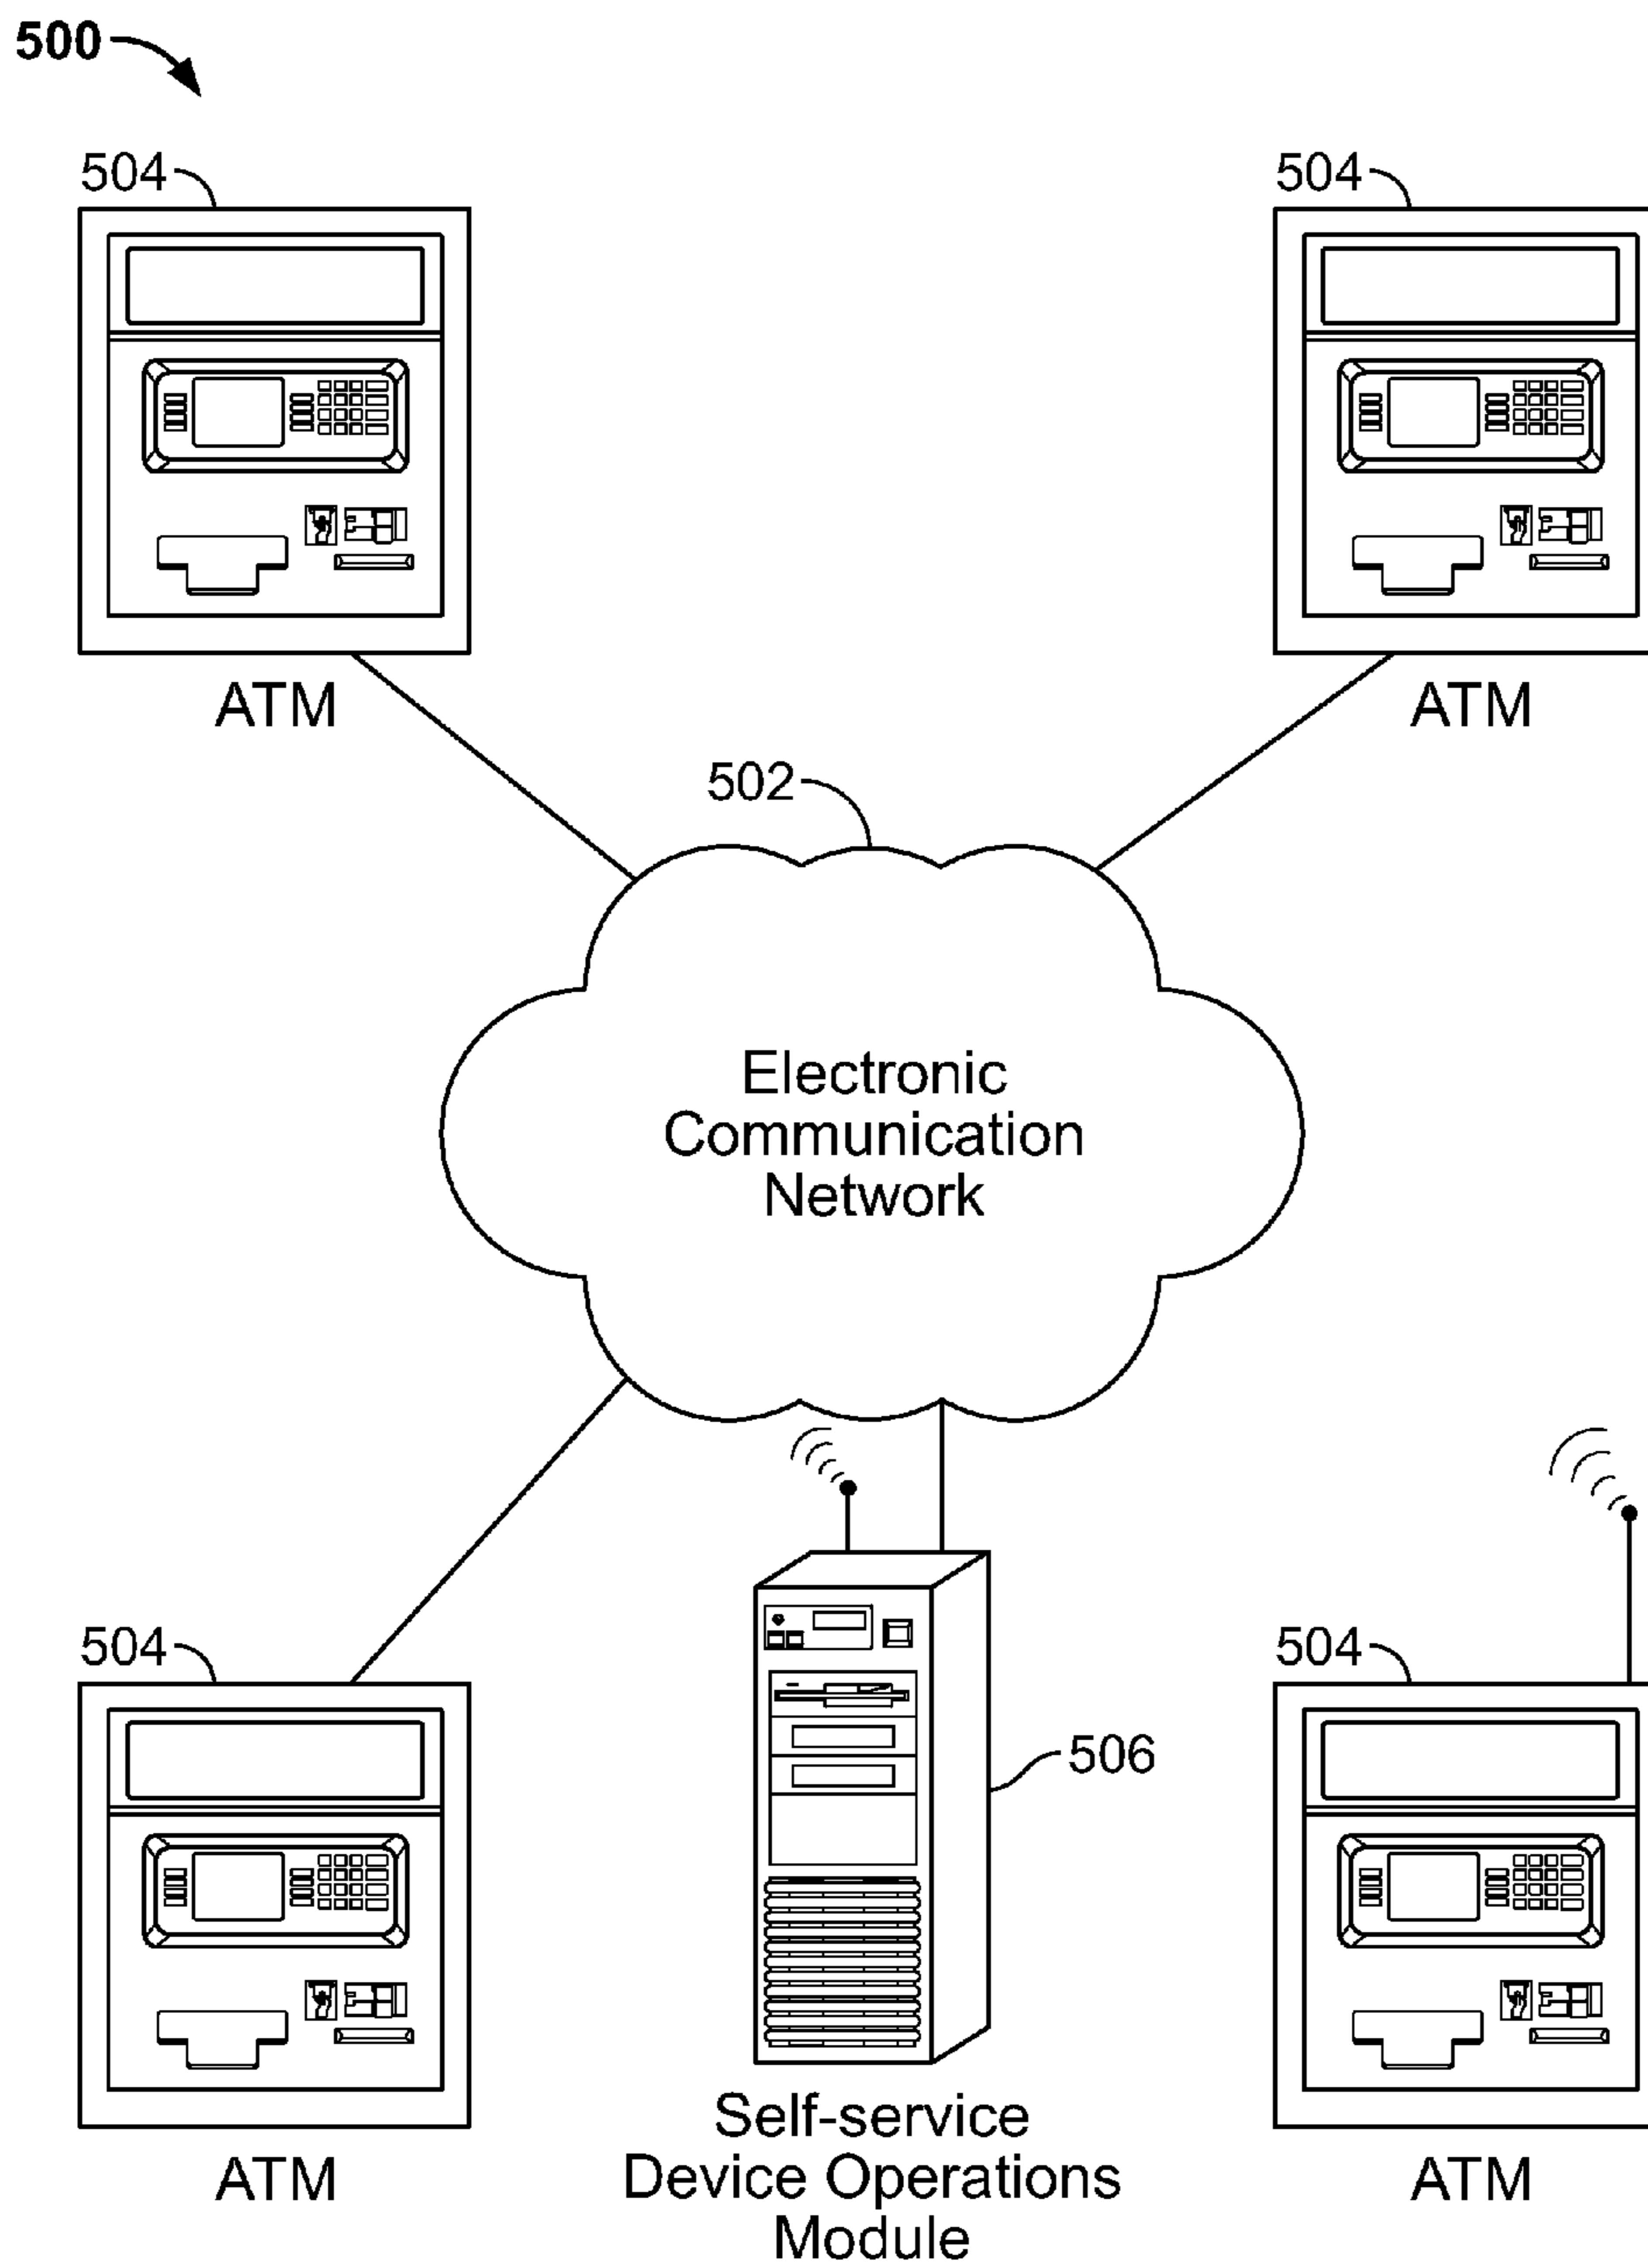 500
504
504
ATM
ATM
502
Electronic
Communication
Network
504
504
506
ATM
Self-service
Device Operations
Module
ATM